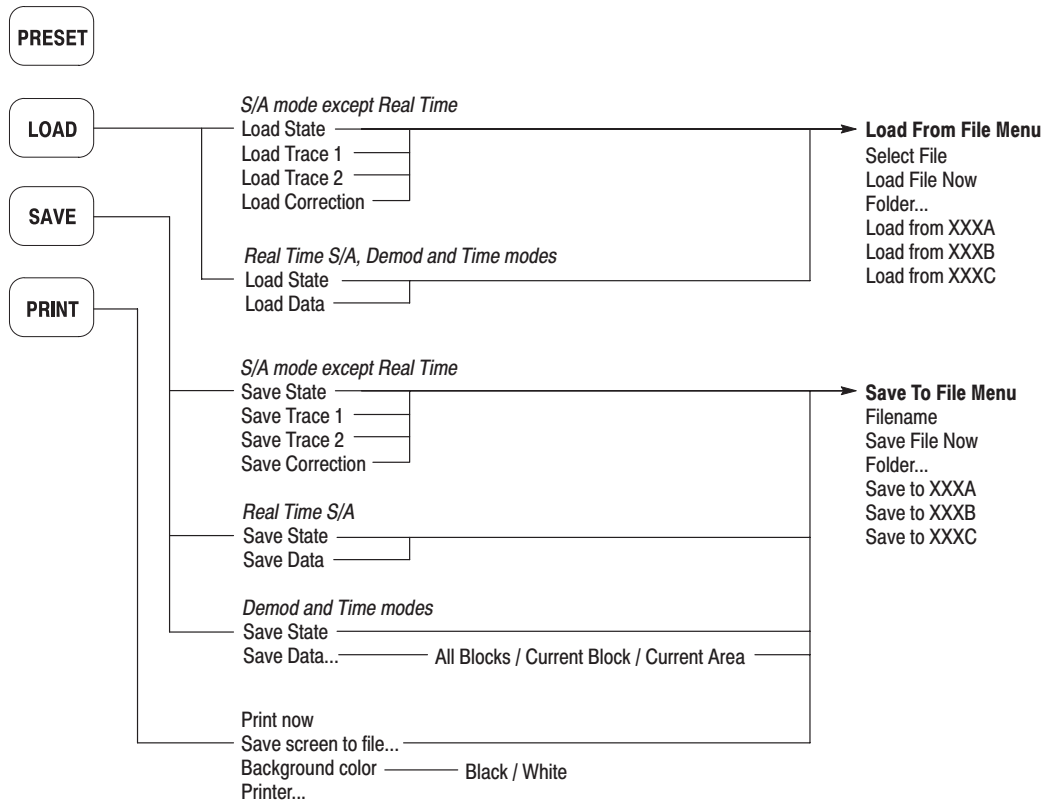 PRESET
LOAD
SAVE
PRINT
S/A mode except Real Time
Load State
Load Trace 1
Load Trace 2
Load Correction
Real Time S/A, Demod and Time modes
Load State
Load Data
Load From File Menu
Select File
Load File Now
Folder...
Load from XXXA
Load from XXXB
Load from XXXC
S/A mode except Real Time
Save State
Save Trace 1
Save Trace 2
Save Correction
Real Time S/A
Save State
Save Data
Demod and Time modes
Save State
Save Data... All Blocks / Current Block / Current Area
Save To File Menu
Filename
Save File Now
Folder...
Save to XXXA
Save to XXXB
Save to XXXC
Print now
Save screen to file...
Background color Black / White
Printer...